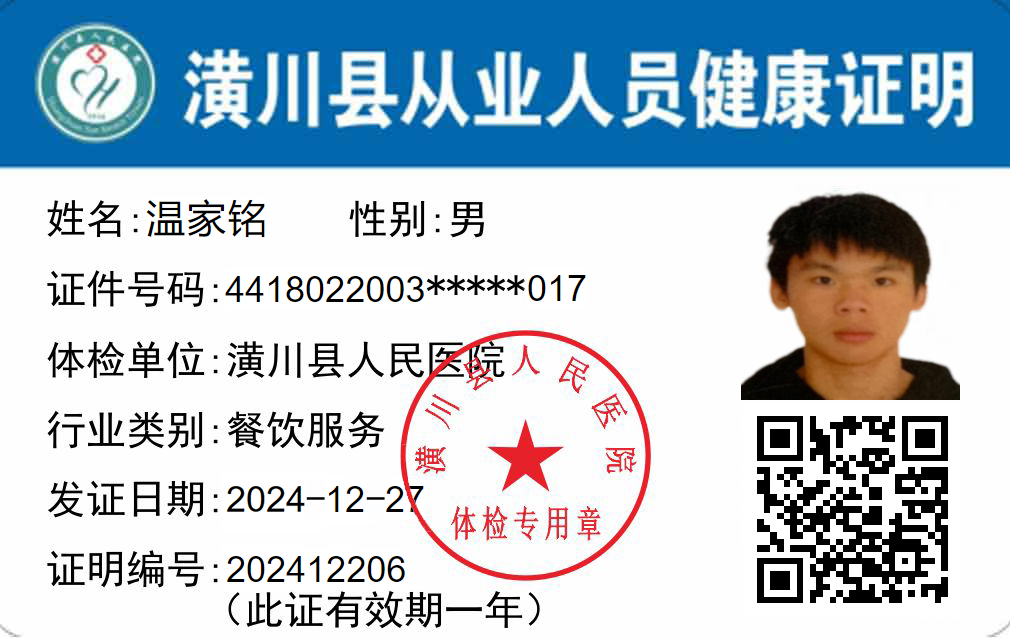 潢川县从业人员健康证明
姓名:温家铭 性别:男
证件号码:4418022003*****017
体检单位:潢川县人民医院
行业类别:餐饮服务
发证日期:2024-12-27
证明编号:202412206
（此证有效期一年）
潢川县人民医院
体检专用章